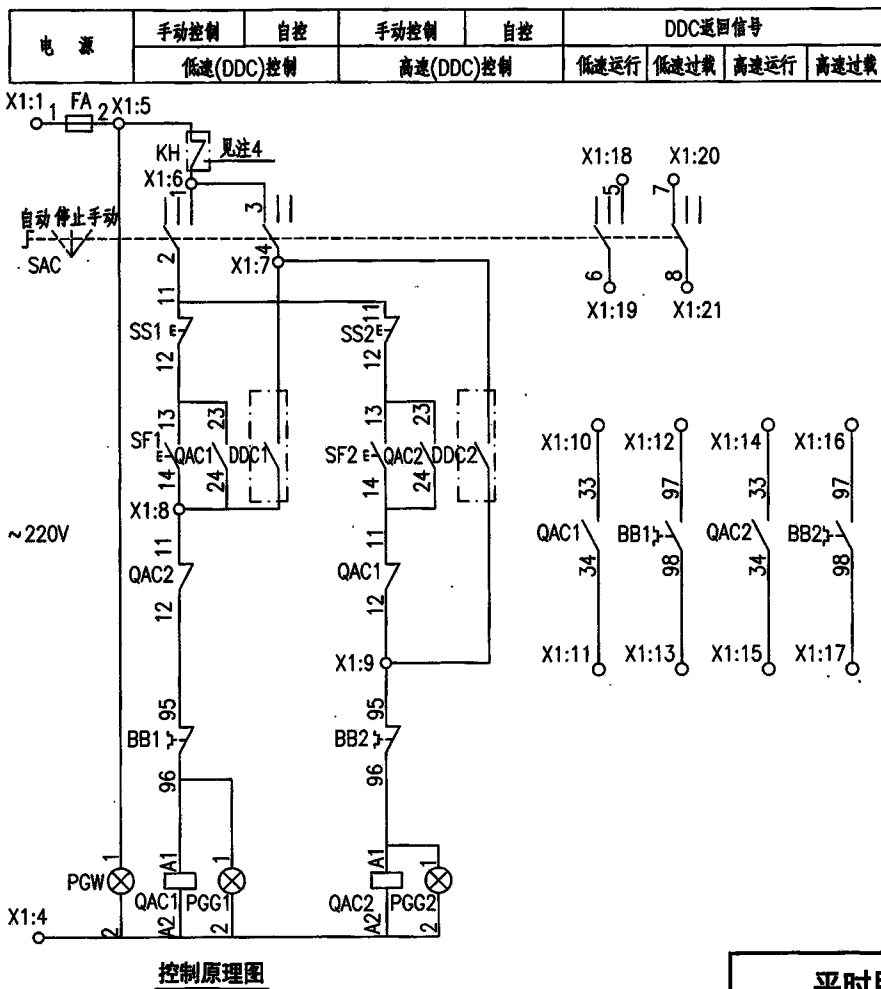 电 源
手动控制 自控 手动控制 自控 DDC返回信号
低速(DDC)控制 高速(DDC)控制 低速运行 低速过载 高速运行 高速过载
X1:1 1 FA 2 X1:5
KH 见注4
X1:6
X1:18 X1:20
1 3 5 7
自动 停止 手动
SAC
2 4 6 8
X1:7
X1:19 X1:21
11 11
SS1 SS2
12 12
13 23 13 23
SF1 QAC1 DDC1 SF2 QAC2 DDC2
14 24 14 24
X1:8
X1:10 X1:12 X1:14 X1:16
33 97 33 97
QAC1 BB1 QAC2 BB2
34 98 34 98
X1:11 X1:13 X1:15 X1:17
~220V
11 11
QAC2 QAC1
12 12
X1:9
95 95
BB1 BB2
96 96
1 A1 1 A1 1
PGW QAC1 PGG1 QAC2 PGG2
2 A2 2 A2 2
X1:4
控制原理图
平时